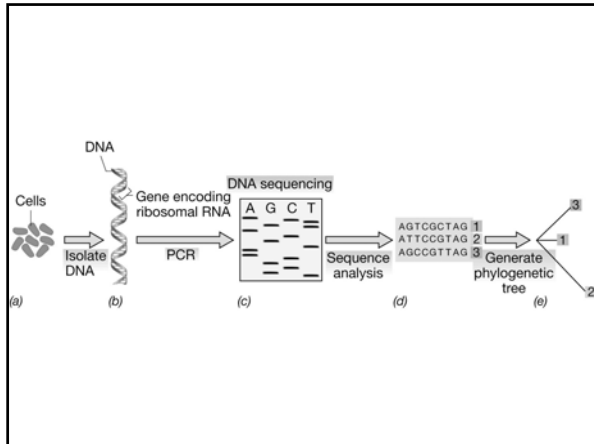 DNA
Cells
Gene encoding
ribosomal RNA
DNA sequencing
A G C T
Isolate
DNA
PCR
Sequence
analysis
AGTCGCTAG 1
ATTCCGTAG 2
AGCCGTTAG 3
Generate
phylogenetic
tree
3
1
2
(a)
(b)
(c)
(d)
(e)